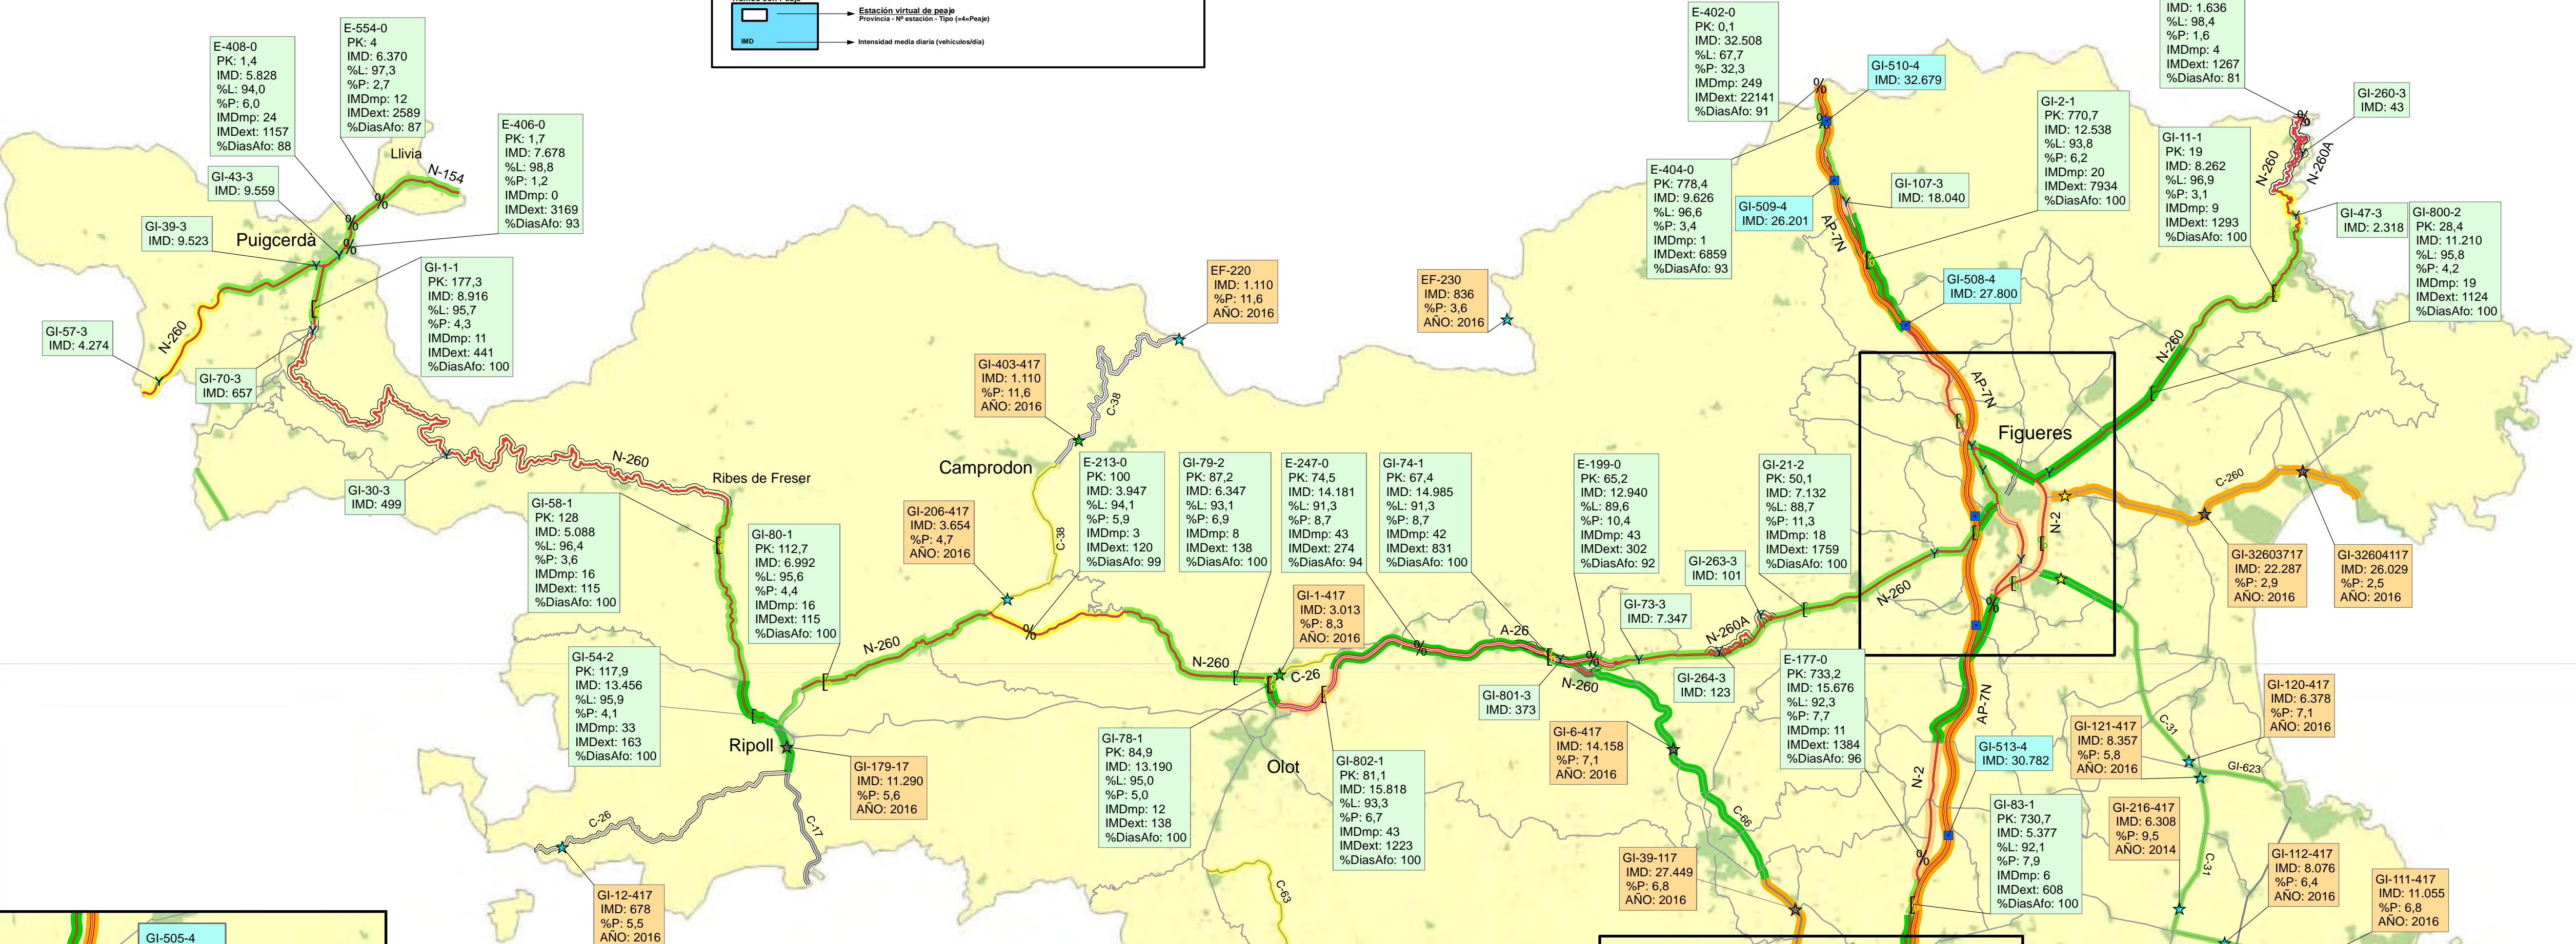 Estación virtual de peaje
Provincia - Nº estación - Tipo (=4=Peaje)
IMD
Intensidad media diaria (vehículos/día)
E-408-0
PK: 1,4
IMD: 5.828
%L: 94,0
%P: 6,0
IMDmp: 24
IMDext: 1157
%DiasAfo: 88
E-554-0
PK: 4
IMD: 6.370
%L: 97,3
%P: 2,7
IMDmp: 12
IMDext: 2589
%DiasAfo: 87
E-406-0
PK: 1,7
IMD: 7.678
%L: 98,8
%P: 1,2
IMDmp: 0
IMDext: 3169
%DiasAfo: 93
Llivia
N-154
GI-43-3
IMD: 9.559
GI-39-3
IMD: 9.523
Puigcerdà
GI-1-1
PK: 177,3
IMD: 8.916
%L: 95,7
%P: 4,3
IMDmp: 11
IMDext: 441
%DiasAfo: 100
GI-57-3
IMD: 4.274
N-260
GI-70-3
IMD: 657
GI-30-3
IMD: 499
N-260
Ribes de Freser
GI-58-1
PK: 128
IMD: 5.088
%L: 96,4
%P: 3,6
IMDmp: 16
IMDext: 115
%DiasAfo: 100
GI-80-1
PK: 112,7
IMD: 6.992
%L: 95,6
%P: 4,4
IMDmp: 16
IMDext: 115
%DiasAfo: 100
GI-54-2
PK: 117,9
IMD: 13.456
%L: 95,9
%P: 4,1
IMDmp: 33
IMDext: 163
%DiasAfo: 100
Ripoll
N-260
GI-179-17
IMD: 11.290
%P: 5,6
AÑO: 2016
C-26
C-17
GI-12-417
IMD: 678
%P: 5,5
AÑO: 2016
GI-505-4
EF-220
IMD: 1.110
%P: 11,6
AÑO: 2016
EF-230
IMD: 836
%P: 3,6
AÑO: 2016
GI-403-417
IMD: 1.110
%P: 11,6
AÑO: 2016
C-38
Camprodon
C-38
GI-206-417
IMD: 3.654
%P: 4,7
AÑO: 2016
E-213-0
PK: 100
IMD: 3.947
%L: 94,1
%P: 5,9
IMDmp: 3
IMDext: 120
%DiasAfo: 99
GI-79-2
PK: 87,2
IMD: 6.347
%L: 93,1
%P: 6,9
IMDmp: 8
IMDext: 138
%DiasAfo: 100
E-247-0
PK: 74,5
IMD: 14.181
%L: 91,3
%P: 8,7
IMDmp: 43
IMDext: 274
%DiasAfo: 94
GI-74-1
PK: 67,4
IMD: 14.985
%L: 91,3
%P: 8,7
IMDmp: 42
IMDext: 831
%DiasAfo: 100
E-199-0
PK: 65,2
IMD: 12.940
%L: 89,6
%P: 10,4
IMDmp: 43
IMDext: 302
%DiasAfo: 92
GI-21-2
PK: 50,1
IMD: 7.132
%L: 88,7
%P: 11,3
IMDmp: 18
IMDext: 1759
%DiasAfo: 100
GI-263-3
IMD: 101
GI-73-3
IMD: 7.347
GI-1-417
IMD: 3.013
%P: 8,3
AÑO: 2016
N-260
C-26
A-26
N-260
N-260A
N-260
GI-801-3
IMD: 373
GI-264-3
IMD: 123
GI-78-1
PK: 84,9
IMD: 13.190
%L: 95,0
%P: 5,0
IMDmp: 12
IMDext: 138
%DiasAfo: 100
Olot
GI-802-1
PK: 81,1
IMD: 15.818
%L: 93,3
%P: 6,7
IMDmp: 43
IMDext: 1223
%DiasAfo: 100
C-63
GI-6-417
IMD: 14.158
%P: 7,1
AÑO: 2016
C-66
GI-39-117
IMD: 27.449
%P: 6,8
AÑO: 2016
E-177-0
PK: 733,2
IMD: 15.676
%L: 92,3
%P: 7,7
IMDmp: 11
IMDext: 1384
%DiasAfo: 96
E-402-0
PK: 0,1
IMD: 32.508
%L: 67,7
%P: 32,3
IMDmp: 249
IMDext: 22141
%DiasAfo: 91
GI-510-4
IMD: 32.679
E-404-0
PK: 778,4
IMD: 9.626
%L: 96,6
%P: 3,4
IMDmp: 1
IMDext: 6859
%DiasAfo: 93
GI-509-4
IMD: 26.201
GI-107-3
IMD: 18.040
AP-7N
GI-2-1
PK: 770,7
IMD: 12.538
%L: 93,8
%P: 6,2
IMDmp: 20
IMDext: 7934
%DiasAfo: 100
GI-508-4
IMD: 27.800
IMD: 1.636
%L: 98,4
%P: 1,6
IMDmp: 4
IMDext: 1267
%DiasAfo: 81
GI-260-3
IMD: 43
GI-11-1
PK: 19
IMD: 8.262
%L: 96,9
%P: 3,1
IMDmp: 9
IMDext: 1293
%DiasAfo: 100
N-260
N-260A
GI-47-3
IMD: 2.318
GI-800-2
PK: 28,4
IMD: 11.210
%L: 95,8
%P: 4,2
IMDmp: 19
IMDext: 1124
%DiasAfo: 100
N-260
AP-7N
Figueres
N-2
C-260
GI-32603717
IMD: 22.287
%P: 2,9
AÑO: 2016
GI-32604117
IMD: 26.029
%P: 2,5
AÑO: 2016
AP-7N
N-2
GI-513-4
IMD: 30.782
GI-83-1
PK: 730,7
IMD: 5.377
%L: 92,1
%P: 7,9
IMDmp: 6
IMDext: 608
%DiasAfo: 100
C-31
GI-120-417
IMD: 6.378
%P: 7,1
AÑO: 2016
GI-121-417
IMD: 8.357
%P: 5,8
AÑO: 2016
GI-623
GI-216-417
IMD: 6.308
%P: 9,5
AÑO: 2014
C-31
GI-112-417
IMD: 8.076
%P: 6,4
AÑO: 2016
GI-111-417
IMD: 11.055
%P: 6,8
AÑO: 2016